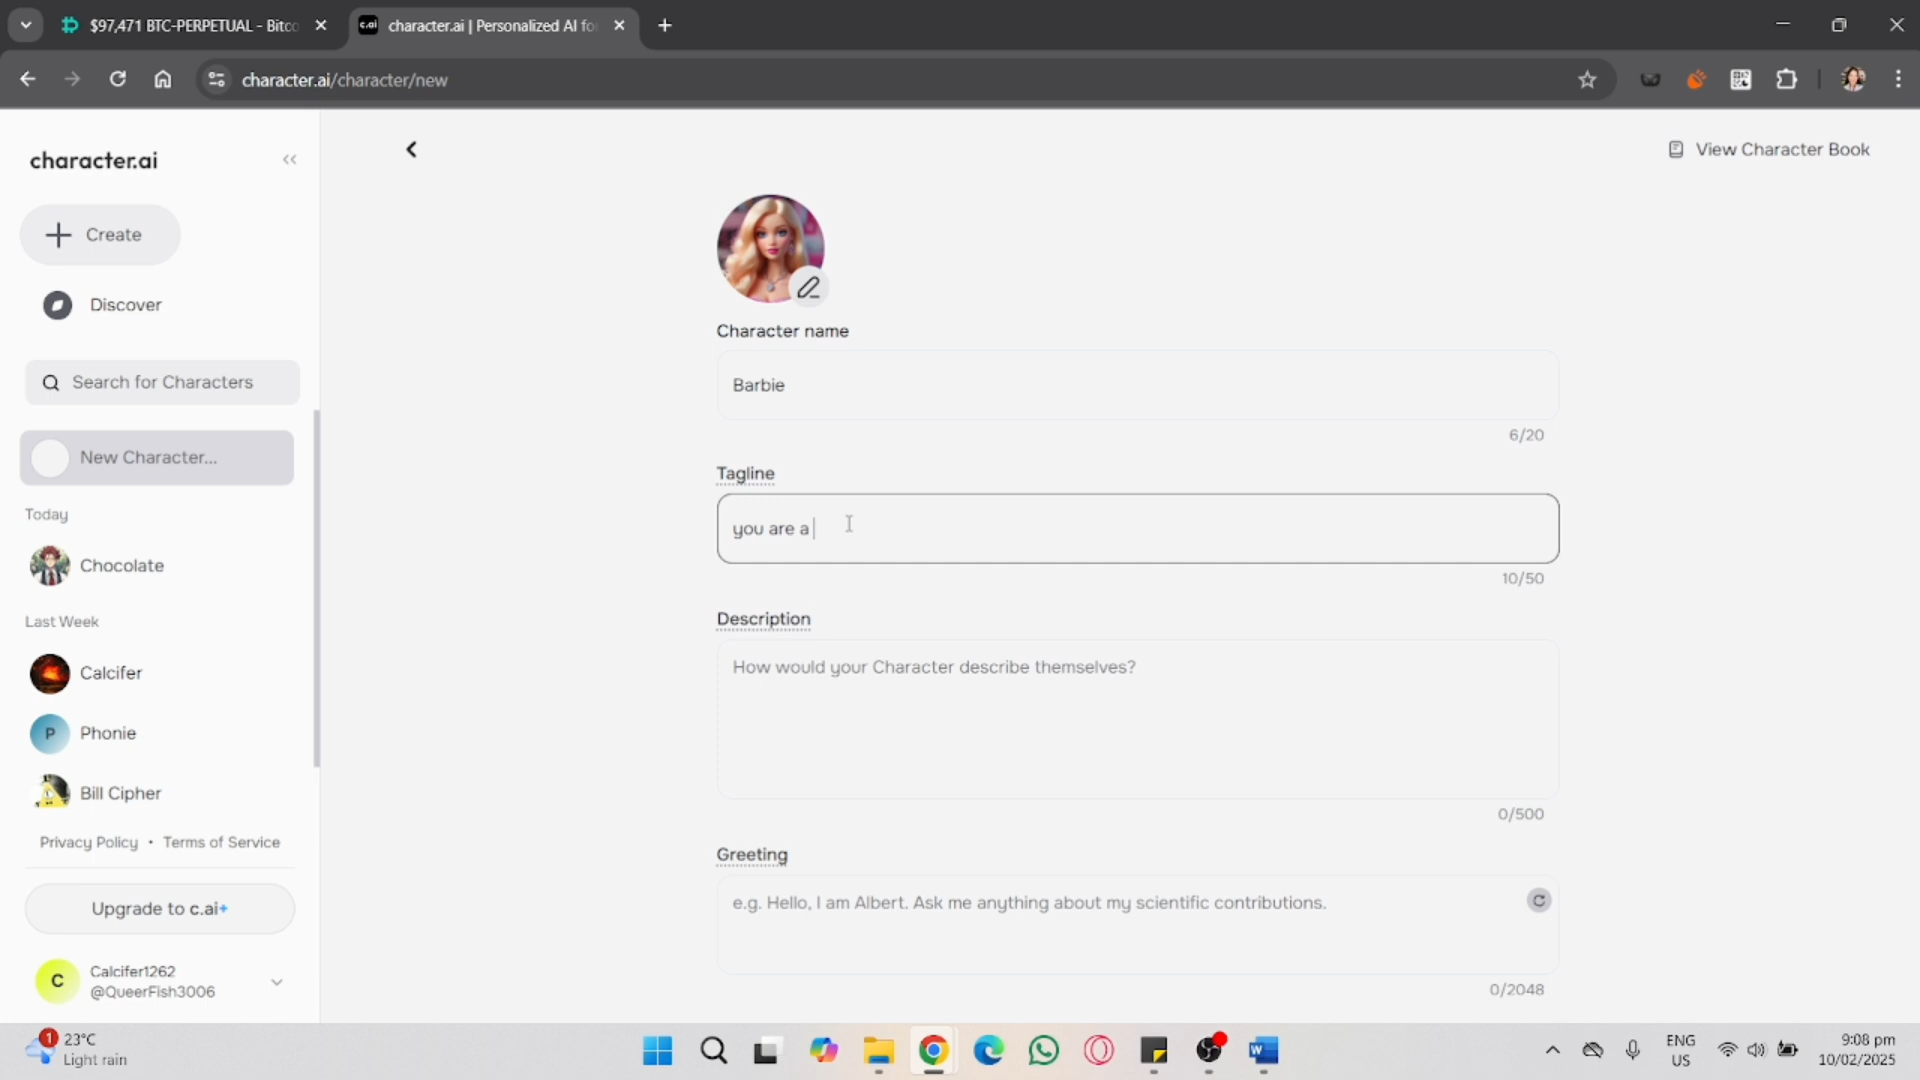 $97,471 BTC-PERPETUAL - Bitco
c.ai
character.ai | Personalized AI fo
character.ai/character/new
character.ai
Create
Discover
Search for Characters
New Character...
Today
Chocolate
Last Week
Calcifer
P
Phonie
Bill Cipher
Privacy Policy • Terms of Service
Upgrade to c.ai+
C
Calcifer1262
@QueerFish3006
View Character Book
Character name
Barbie
6/20
Tagline
you are a
10/50
Description
How would your Character describe themselves?
0/500
Greeting
e.g. Hello, I am Albert. Ask me anything about my scientific contributions.
0/2048
1
23°C
Light rain
W
ENG
US
9:08 pm
10/02/2025